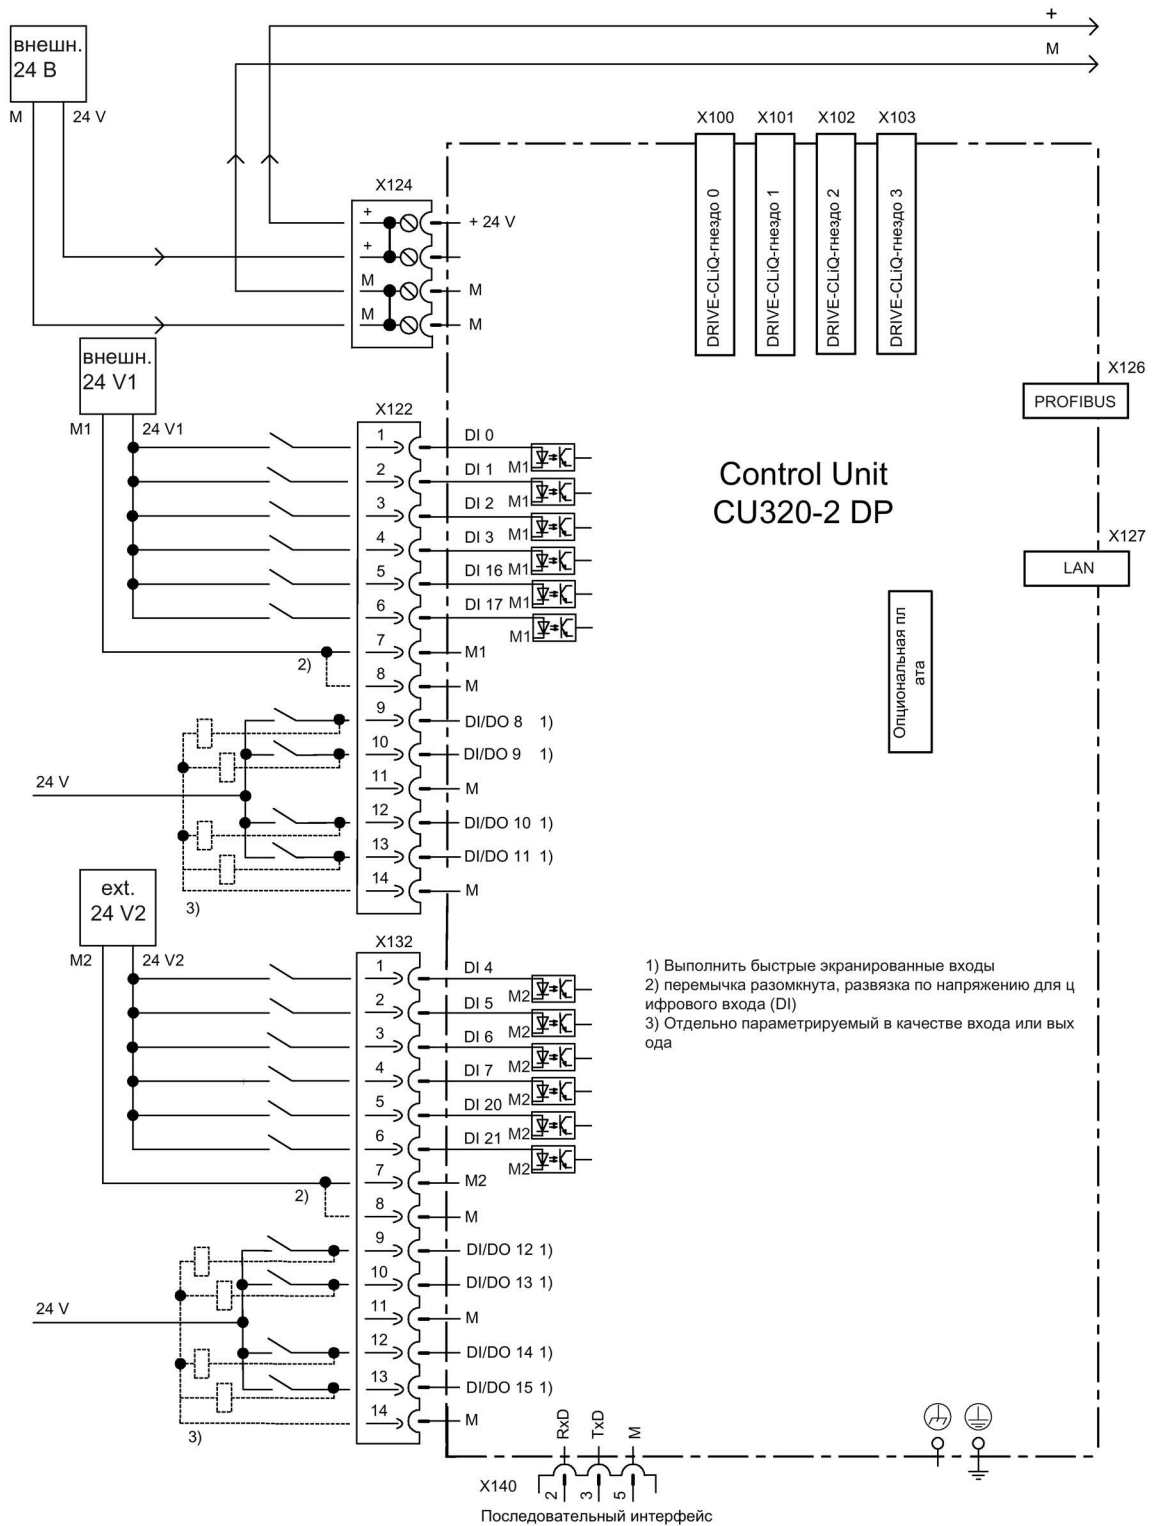 +
M
внешн.
24 В
M
24 V
X100
X101
X102
X103
DRIVE-CLiQ-гнездо 0
DRIVE-CLiQ-гнездо 1
DRIVE-CLiQ-гнездо 2
DRIVE-CLiQ-гнездо 3
X124
+
+ 24 V
+
M
M
M
M
внешн.
24 V1
M1
24 V1
X126
PROFIBUS
X122
1
DI 0
M1
2
DI 1
M1
3
DI 2
M1
4
DI 3
M1
5
DI 16
M1
6
DI 17
M1
7
M1
2)
8
M
9
DI/DO 8 1)
10
DI/DO 9 1)
11
M
24 V
12
DI/DO 10 1)
13
DI/DO 11 1)
14
M
3)
Control Unit
CU320-2 DP
X127
LAN
Опциональная пл
ата
ext.
24 V2
M2
24 V2
X132
1
DI 4
M2
2
DI 5
M2
3
DI 6
M2
4
DI 7
M2
5
DI 20
M2
6
DI 21
M2
7
M2
2)
8
M
9
DI/DO 12 1)
10
DI/DO 13 1)
11
M
24 V
12
DI/DO 14 1)
13
DI/DO 15 1)
14
M
3)
1) Выполнить быстрые экранированные входы
2) перемычка разомкнута, развязка по напряжению для ц
ифрового входа (DI)
3) Отдельно параметрируемый в качестве входа или вых
ода
RxD
TxD
M
X140
2
3
5
Последовательный интерфейс